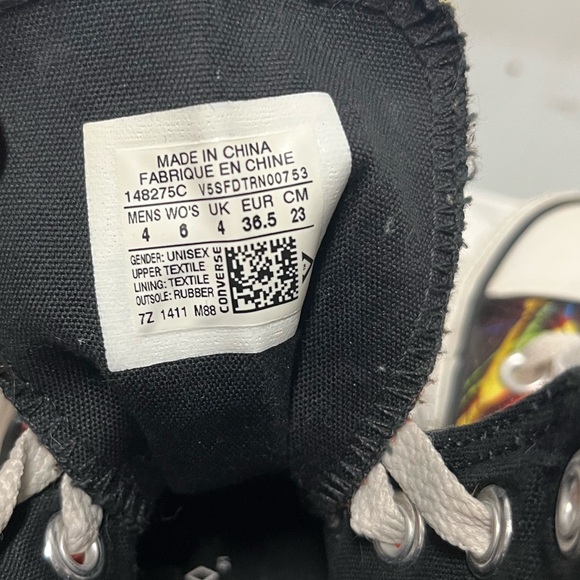 MADE IN CHINA
FABRIQUE EN CHINE
148275C V5SFDTRN00753
MENS WO'S UK EUR CM
4 6 4 36.5 23
GENDER: UNISEX
UPPER: TEXTILE
LINING: TEXTILE
OUTSOLE: RUBBER
CONVERSE
7Z 1411 M88